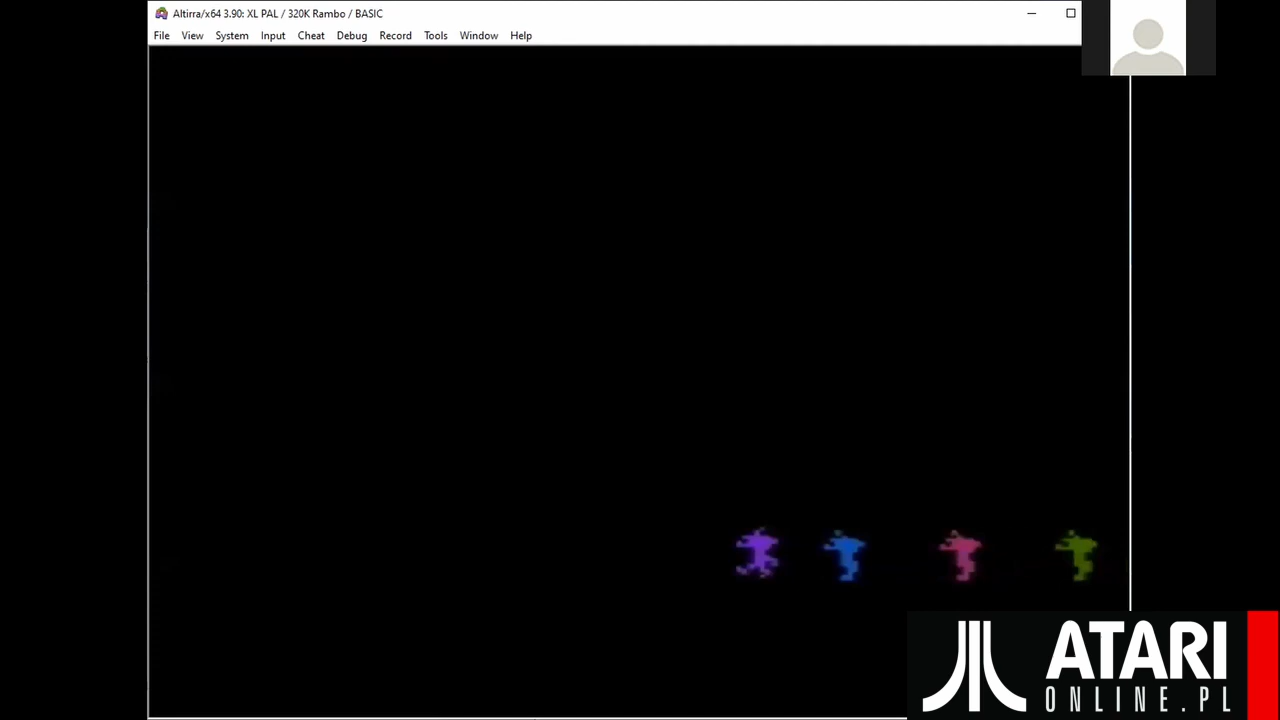 Altirra/x64 3.90: XL PAL / 320K Rambo / BASIC
File View System Input Cheat Debug Record Tools Window Help
ATARI
ONLINE.PL